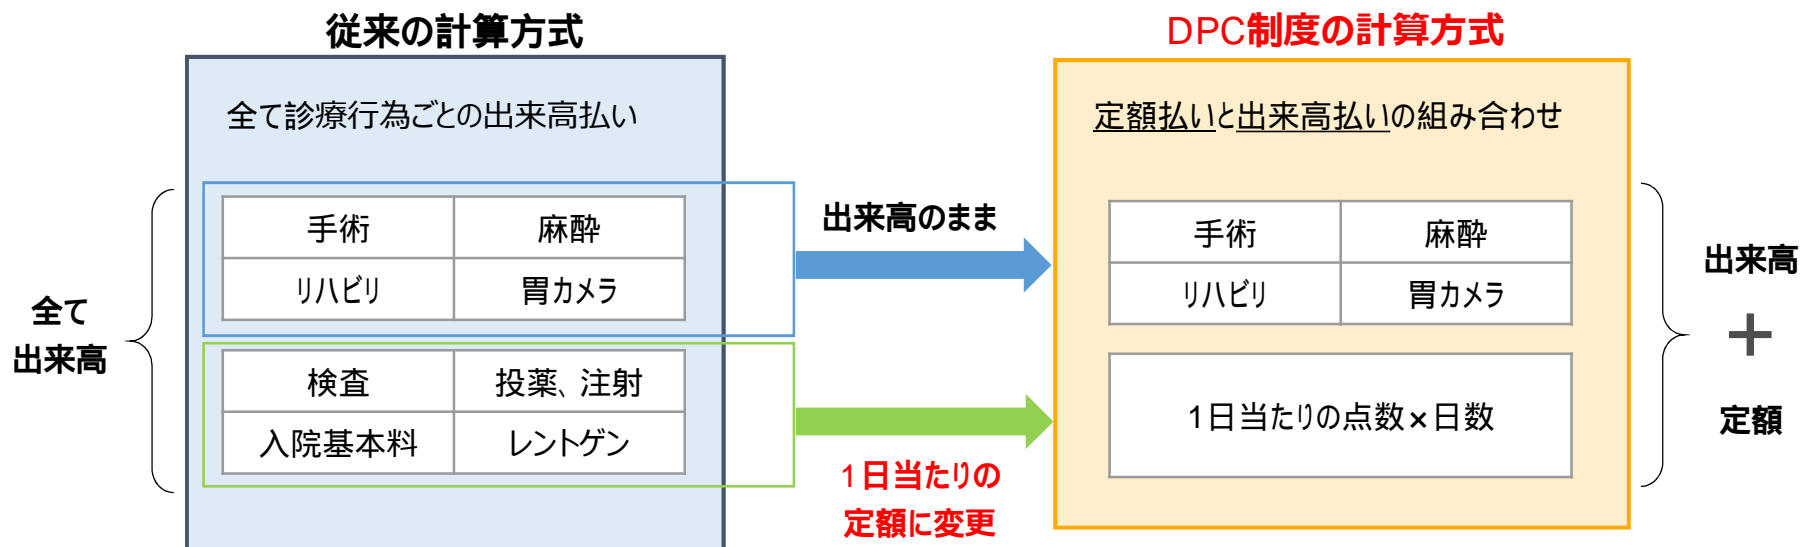 従来の計算方式
DPC制度の計算方式
全て診療行為ごとの出来高払い
定額払いと出来高払いの組み合わせ
手術
麻酔
リハビリ
胃カメラ
検査
投薬、注射
入院基本料
レントゲン
全て
出来高
出来高のまま
1日当たりの
定額に変更
手術
麻酔
リハビリ
胃カメラ
1日当たりの点数×日数
出来高
＋
定額